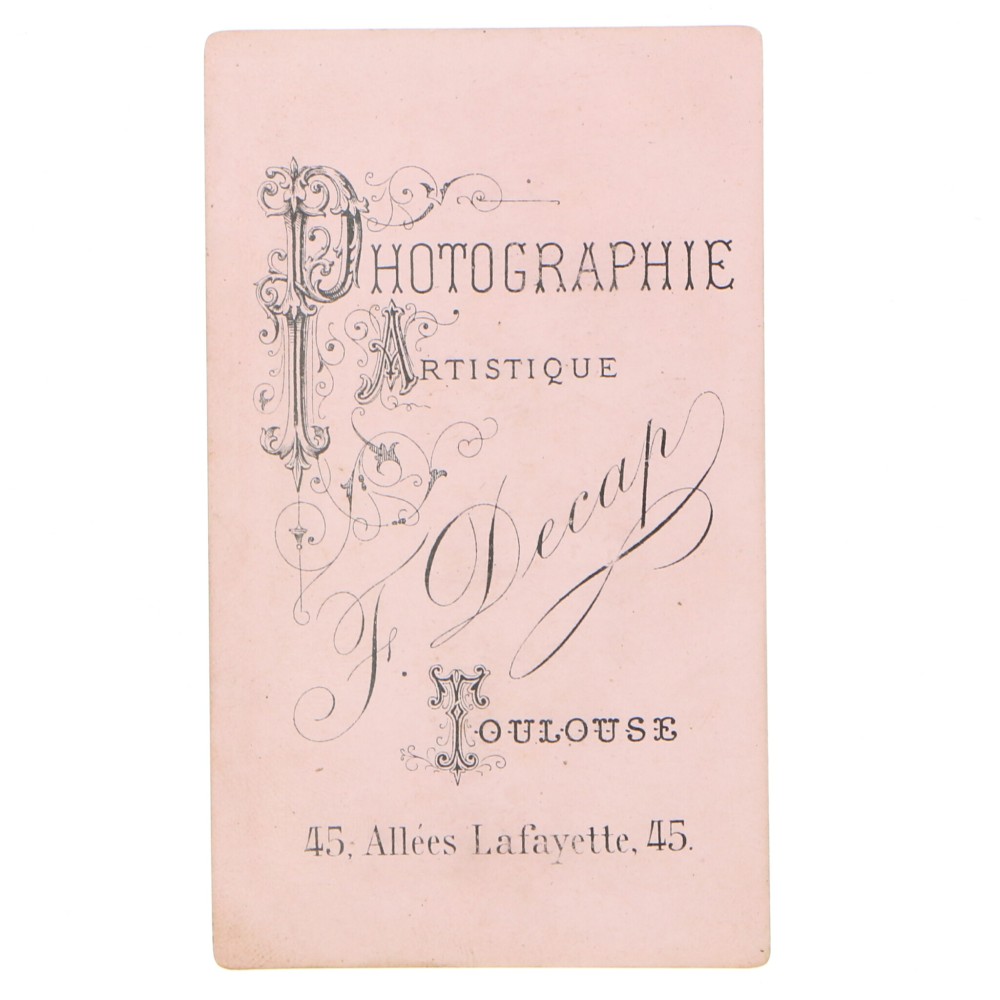 PHOTOGRAPHIE
ARTISTIQUE
F. Decap
TOULOUSE
45, Allées Lafayette, 45.